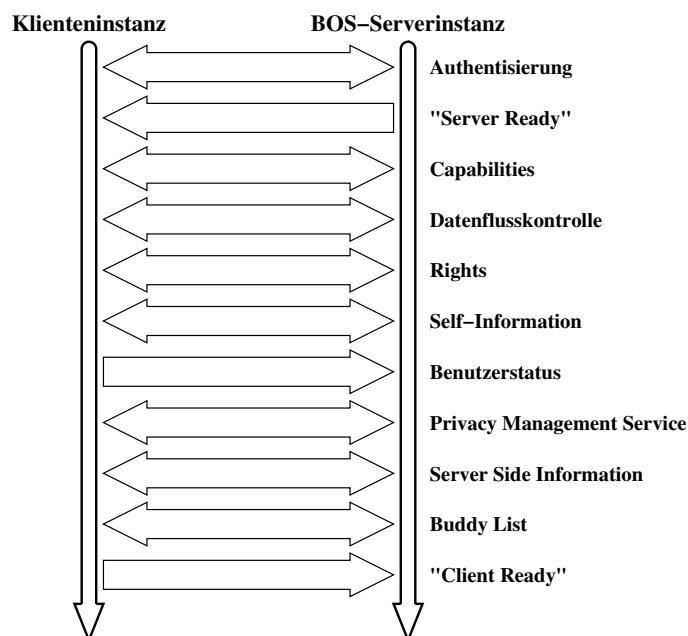 Klienteninstanz BOS–Serverinstanz
Authentisierung
"Server Ready"
Capabilities
Datenflusskontrolle
Rights
Self–Information
Benutzerstatus
Privacy Management Service
Server Side Information
Buddy List
"Client Ready"